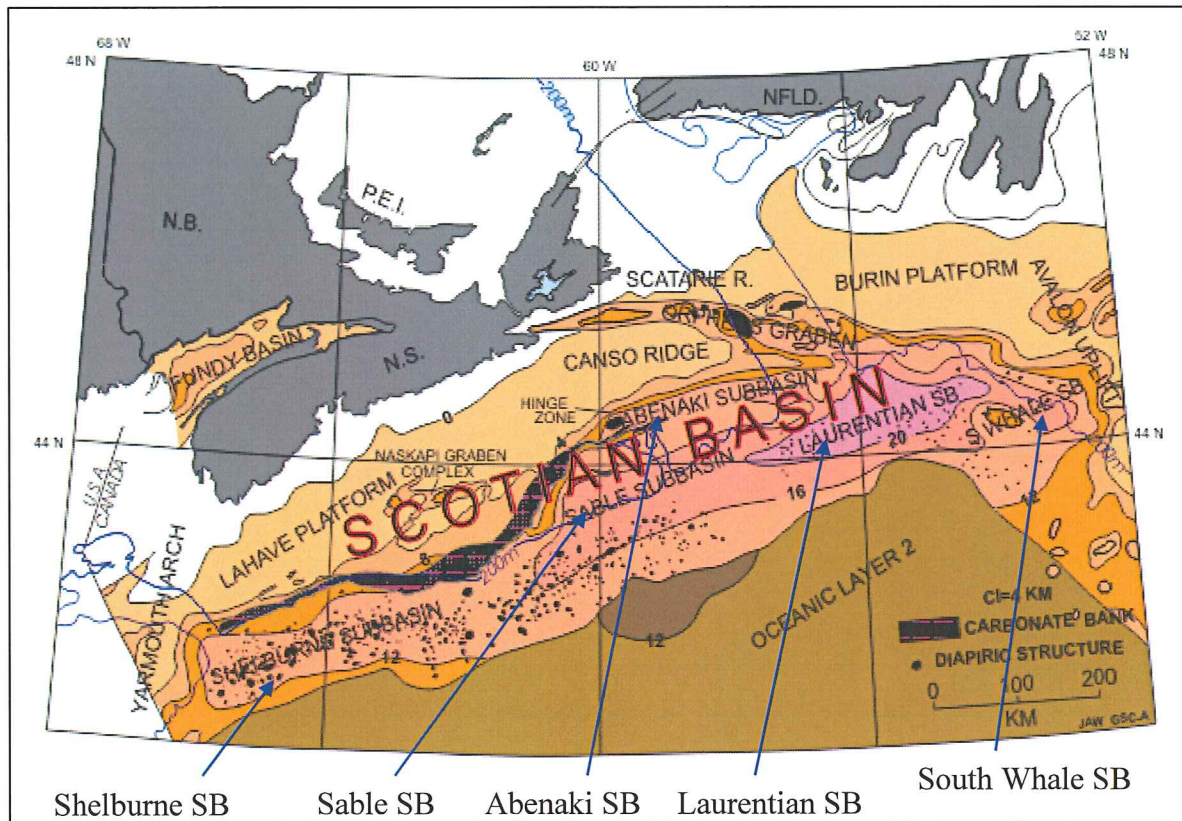 68 W
48 N
60 W
52 W
48 N
200m
NFLD.
P.E.I.
N.B.
SCATARIE R.
BURIN PLATFORM
AVALON UPLIFT
ORPHEUS GRABEN
2
FUNDY BASIN
N.S.
CANSO RIDGE
0
HINGE
ZONE
ABENAKI SUBBASIN
LAURENTIAN SB
S WHALE SB
20
44 N
44 N
U.S.A.
CANADA
NASKAPI GRABEN
COMPLEX
SCOTIAN BASIN
SABLE SUBBASIN
16
12
LAHAVE PLATFORM
8
200m
YARMOUTH ARCH
SHELBURNE SUBBASIN
12
12
OCEANIC LAYER 2
CI=4 KM
CARBONATE BANK
DIAPIRIC STRUCTURE
0 100 200
KM
JAW GSC-A
Shelburne SB
Sable SB
Abenaki SB
Laurentian SB
South Whale SB